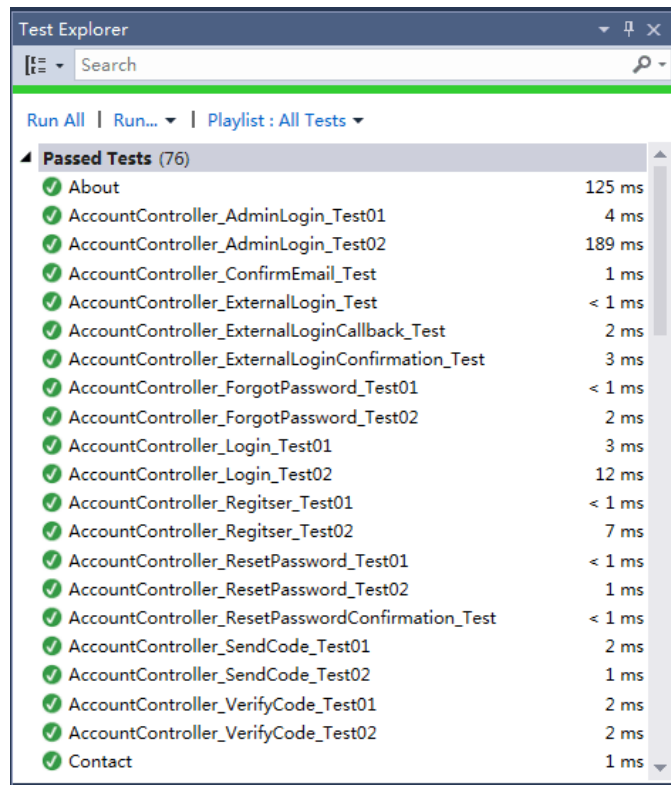 Test Explorer
Search
Run All | Run... | Playlist : All Tests
Passed Tests (76)
About 125 ms
AccountController_AdminLogin_Test01 4 ms
AccountController_AdminLogin_Test02 189 ms
AccountController_ConfirmEmail_Test 1 ms
AccountController_ExternalLogin_Test < 1 ms
AccountController_ExternalLoginCallback_Test 2 ms
AccountController_ExternalLoginConfirmation_Test 3 ms
AccountController_ForgotPassword_Test01 < 1 ms
AccountController_ForgotPassword_Test02 2 ms
AccountController_Login_Test01 3 ms
AccountController_Login_Test02 12 ms
AccountController_Regitser_Test01 < 1 ms
AccountController_Regitser_Test02 7 ms
AccountController_ResetPassword_Test01 < 1 ms
AccountController_ResetPassword_Test02 1 ms
AccountController_ResetPasswordConfirmation_Test < 1 ms
AccountController_SendCode_Test01 2 ms
AccountController_SendCode_Test02 1 ms
AccountController_VerifyCode_Test01 2 ms
AccountController_VerifyCode_Test02 2 ms
Contact 1 ms